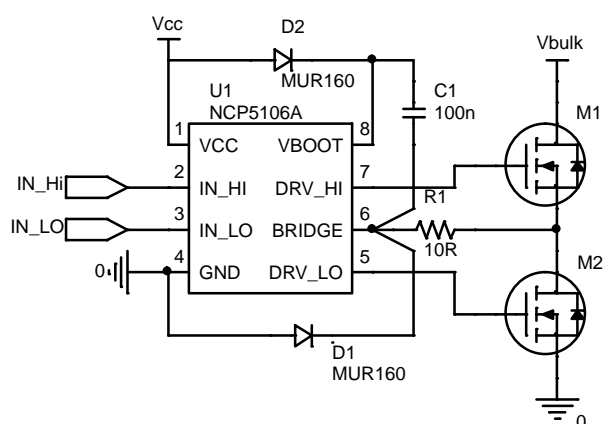 Vcc
D2
MUR160
Vbulk
U1
NCP5106A
C1
100n
M1
1
VCC
VBOOT
8
IN_Hi
2
IN_HI
DRV_HI
7
R1
IN_LO
3
IN_LO
BRIDGE
6
10R
0
4
GND
DRV_LO
5
M2
D1
MUR160
0